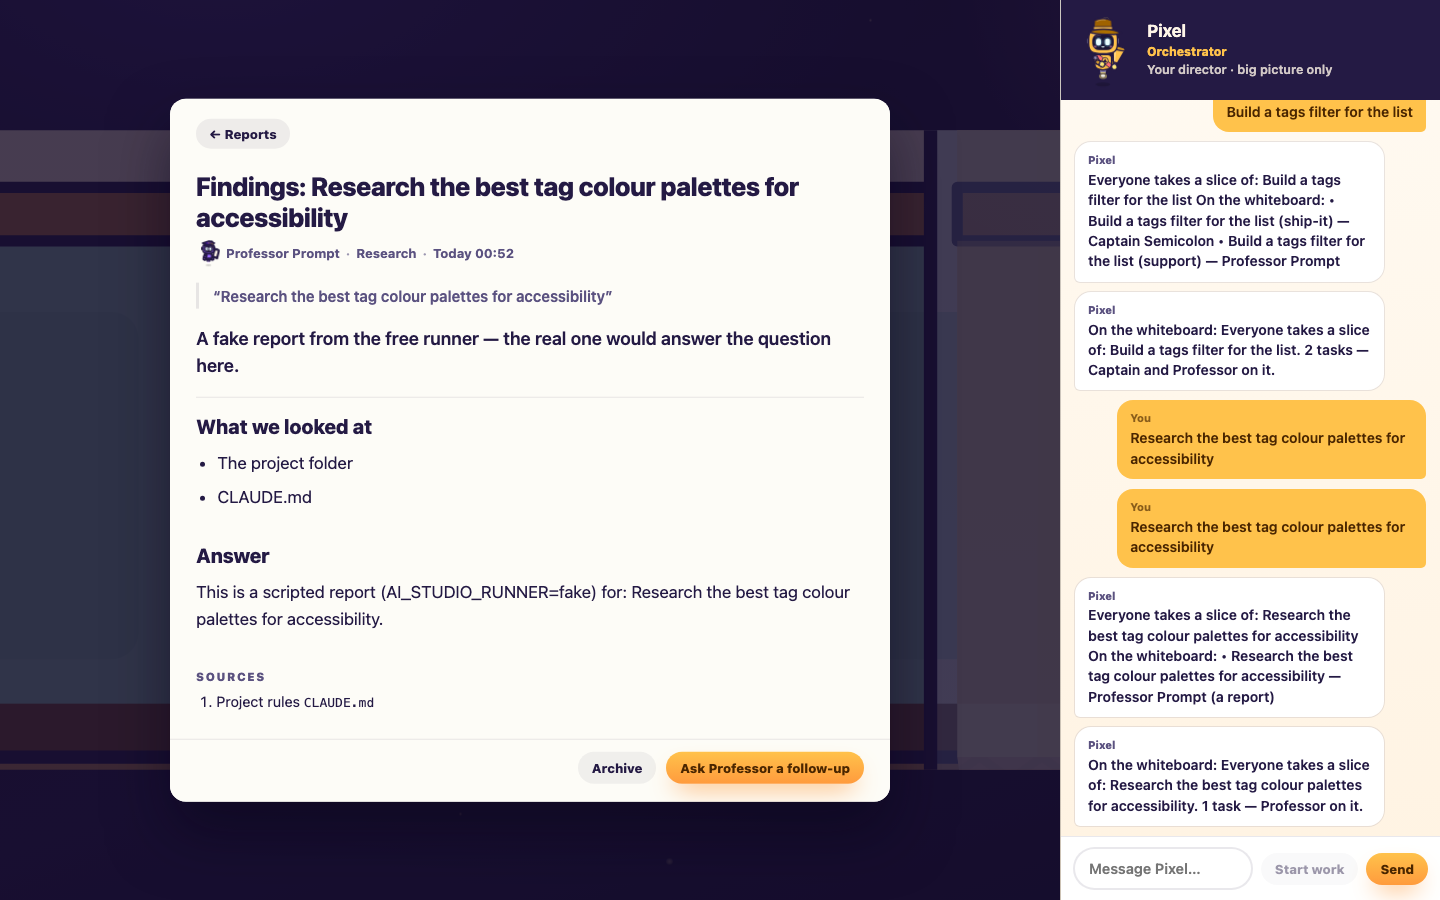 ← Reports
Findings: Research the best tag colour palettes for
accessibility
Professor Prompt · Research · Today 00:52
“Research the best tag colour palettes for accessibility”
A fake report from the free runner — the real one would answer the question
here.
What we looked at
• The project folder
• CLAUDE.md
Answer
This is a scripted report (AI_STUDIO_RUNNER=fake) for: Research the best tag colour
palettes for accessibility.
SOURCES
1. Project rules CLAUDE.md
Archive
Ask Professor a follow-up
Pixel
Orchestrator
Your director · big picture only
Build a tags filter for the list
Pixel
Everyone takes a slice of: Build a tags
filter for the list On the whiteboard: •
Build a tags filter for the list (ship-it) —
Captain Semicolon • Build a tags filter for
the list (support) — Professor Prompt
Pixel
On the whiteboard: Everyone takes a slice
of: Build a tags filter for the list. 2 tasks —
Captain and Professor on it.
You
Research the best tag colour palettes for
accessibility
You
Research the best tag colour palettes for
accessibility
Pixel
Everyone takes a slice of: Research the
best tag colour palettes for accessibility
On the whiteboard: • Research the best
tag colour palettes for accessibility —
Professor Prompt (a report)
Pixel
On the whiteboard: Everyone takes a slice
of: Research the best tag colour palettes
for accessibility. 1 task — Professor on it.
Message Pixel...
Start work
Send